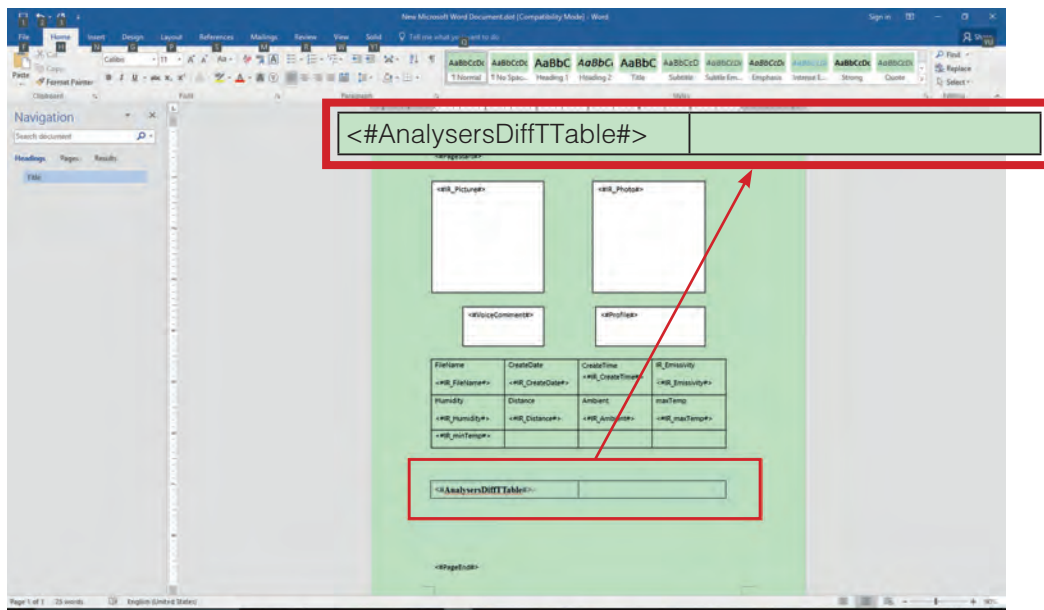 New Microsoft Word Document.dot [Compatibility Mode] - Word
Sign in
File Home Insert Design Layout References Mailings Review View Solid Tell me what you want to do
Cut
Copy
Format Painter
Paste
Calibri 11
AaBbCcDc AaBbCcDc AaBbC AaBbCc AaBbC AaBbCcD AaBbCcDc AaBbCcDc AaBbCcDc AaBbCcDc AaBbCcDc
¶ Normal ¶ No Spac... Heading 1 Heading 2 Title Subtitle Subtle Em... Emphasis Intense E... Strong Quote
Find
Replace
Select
Clipboard Font Paragraph Styles Editing
Navigation
Search document
Headings Pages Results
Title
<#AnalysersDiffTTable#>
<#PageStart#>
<#IR_Picture#> <#IR_Photo#>
<#VoiceComment#> <#Profile#>
FileName CreateDate CreateTime IR_Emissivity
<#IR_FileName#> <#IR_CreateDate#> <#IR_CreateTime#> <#IR_Emissivity#>
Humidity Distance Ambient maxTemp
<#IR_Humidity#> <#IR_Distance#> <#IR_Ambient#> <#IR_maxTemp#>
<#IR_minTemp#>
<#AnalysersDiffTTable#>
<#PageEnd#>
Page 1 of 1 25 words English (United States)
90%